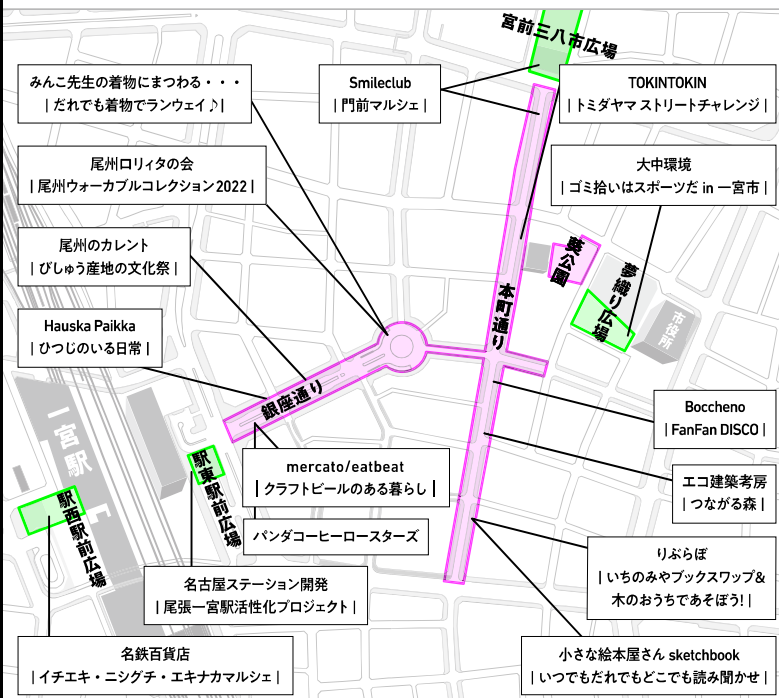 宮前三八市広場
みんこ先生の着物にまつわる・・・
| だれでも着物でランウェイ♪|
Smileclub
| 門前マルシェ |
TOKINTOKIN
| トミダヤマ ストリートチャレンジ |
尾州ロリィタの会
| 尾州ウォーカブルコレクション2022 |
大中環境
| ゴミ拾いはスポーツだ in 一宮市 |
尾州のカレント
| びしゅう産地の文化祭 |
葵公園
夢織り広場
市役所
本町通り
Hauska Paikka
| ひつじのいる日常 |
銀座通り
一宮駅
Boccheno
| FanFan DISCO |
駅東駅前広場
mercato/eatbeat
| クラフトビールのある暮らし |
エコ建築考房
| つながる森 |
駅西駅前広場
パンダコーヒーロースターズ
りぶらぼ
| いちのみやブックスワップ&
木のおうちであそぼう! |
名古屋ステーション開発
| 尾張一宮駅活性化プロジェクト |
名鉄百貨店
| イチエキ・ニシグチ・エキナカマルシェ |
小さな絵本屋さん sketchbook
| いつでもだれでもどこでも読み聞かせ |